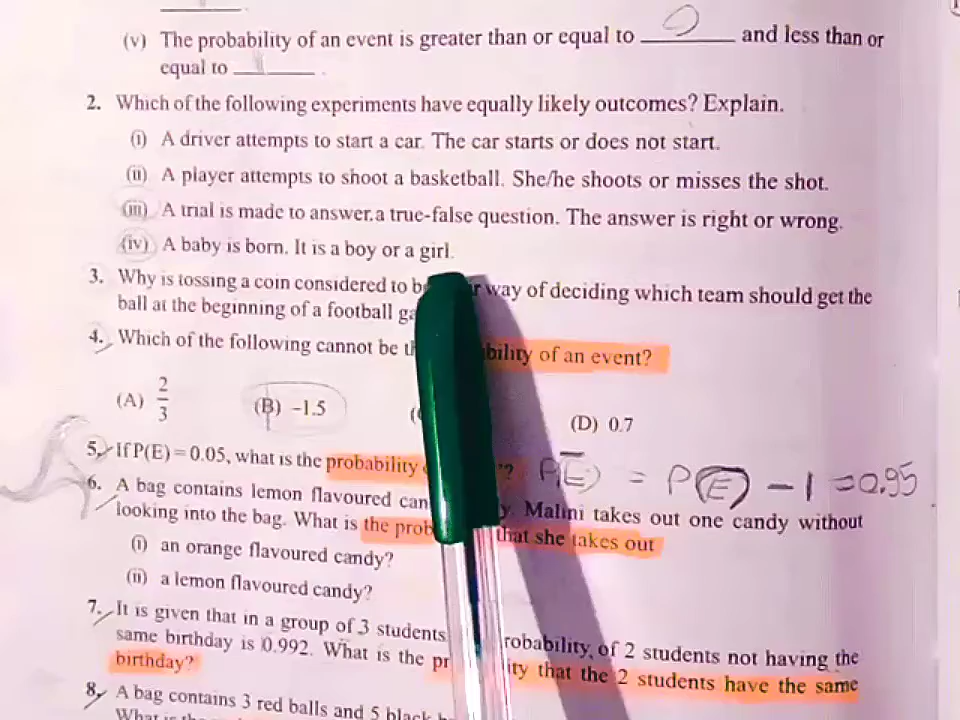 (v) The probability of an event is greater than or equal to 0 and less than or
equal to 1 .
2. Which of the following experiments have equally likely outcomes? Explain.
(i) A driver attempts to start a car. The car starts or does not start.
(ii) A player attempts to shoot a basketball. She/he shoots or misses the shot.
(iii) A trial is made to answer a true-false question. The answer is right or wrong.
(iv) A baby is born. It is a boy or a girl.
3. Why is tossing a coin considered to be way of deciding which team should get the
ball at the beginning of a football
4. Which of the following cannot be of an event?
(A) 2/3 (B) –1.5 (D) 0.7
5. If P(E) = 0.05, what is the probability P(E̅) = P(E) - 1 = 0.95
6. A bag contains lemon flavoured Malini takes out one candy without
looking into the bag. What is the that she takes out
(i) an orange flavoured candy?
(ii) a lemon flavoured candy?
7. It is given that in a group of 3 students, of 2 students not having the
same birthday is 0.992. What is the that the 2 students have the same
birthday?
8. A bag contains 3 red balls and 5 black
What is the